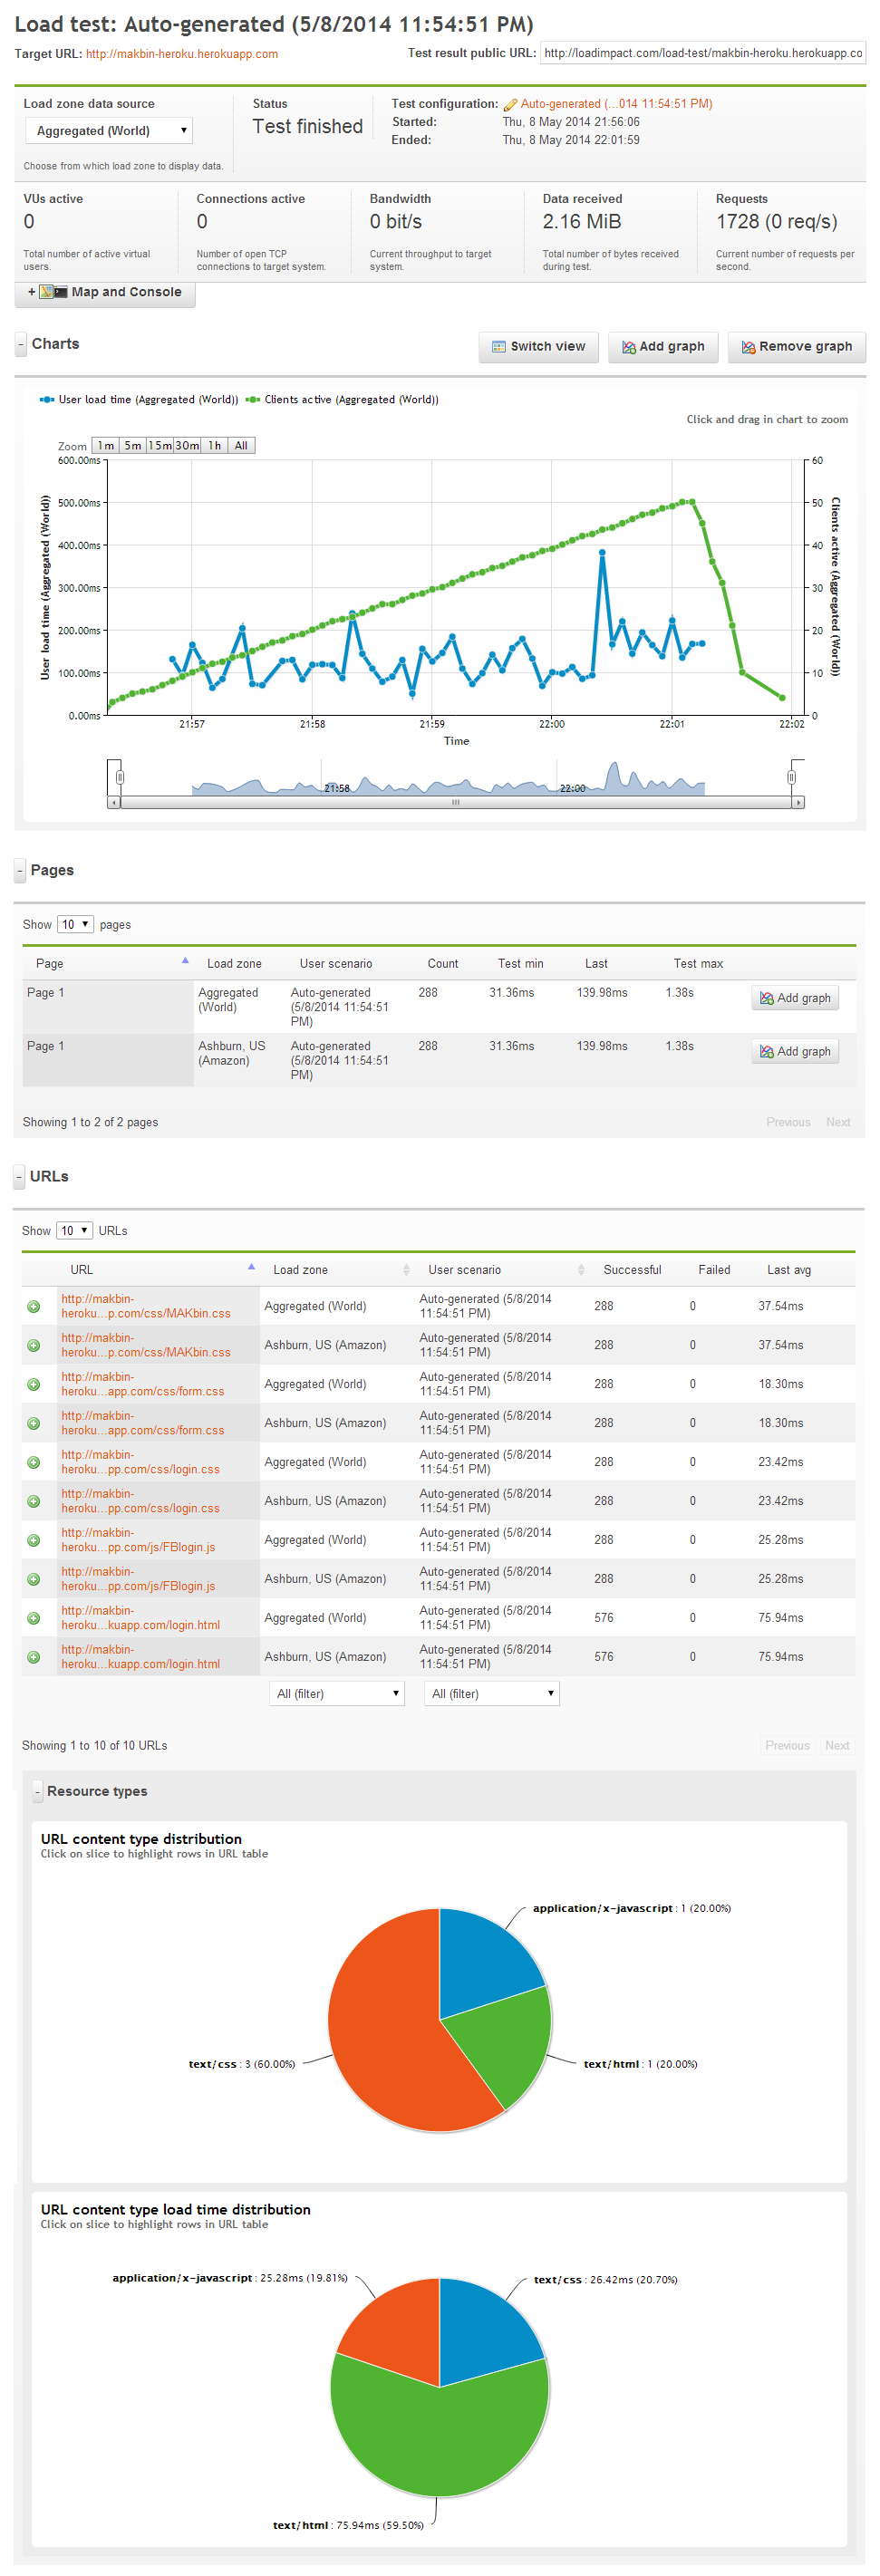 Load test: Auto-generated (5/8/2014 11:54:51 PM)
Target URL: http://makbin-heroku.herokuapp.com
Test result public URL: http://loadimpact.com/load-test/makbin-heroku.herokuapp.co
Load zone data source
Aggregated (World)
Choose from which load zone to display data.
Status
Test finished
Test configuration: Auto-generated (...014 11:54:51 PM)
Started: Thu, 8 May 2014 21:56:06
Ended: Thu, 8 May 2014 22:01:59
VUs active
0
Total number of active virtual
users.
Connections active
0
Number of open TCP
connections to target system.
Bandwidth
0 bit/s
Current throughput to target
system.
Data received
2.16 MiB
Total number of bytes received
during test.
Requests
1728 (0 req/s)
Current number of requests per
second.
+ Map and Console
- Charts
Switch view
Add graph
Remove graph
User load time (Aggregated (World)) Clients active (Aggregated (World))
Click and drag in chart to zoom
Zoom 1m 5m 15m 30m 1h All
600.00ms
500.00ms
400.00ms
300.00ms
200.00ms
100.00ms
0.00ms
User load time (Aggregated (World))
60
50
40
30
20
10
0
Clients active (Aggregated (World))
21:57 21:58 21:59 22:00 22:01 22:02
Time
21:58 22:00
- Pages
Show 10 pages
Page Load zone User scenario Count Test min Last Test max
Page 1 Aggregated (World) Auto-generated (5/8/2014 11:54:51 PM) 288 31.36ms 139.98ms 1.38s Add graph
Page 1 Ashburn, US (Amazon) Auto-generated (5/8/2014 11:54:51 PM) 288 31.36ms 139.98ms 1.38s Add graph
Showing 1 to 2 of 2 pages
Previous Next
- URLs
Show 10 URLs
URL Load zone User scenario Successful Failed Last avg
http://makbin-heroku...p.com/css/MAKbin.css Aggregated (World) Auto-generated (5/8/2014 11:54:51 PM) 288 0 37.54ms
http://makbin-heroku...p.com/css/MAKbin.css Ashburn, US (Amazon) Auto-generated (5/8/2014 11:54:51 PM) 288 0 37.54ms
http://makbin-heroku...app.com/css/form.css Aggregated (World) Auto-generated (5/8/2014 11:54:51 PM) 288 0 18.30ms
http://makbin-heroku...app.com/css/form.css Ashburn, US (Amazon) Auto-generated (5/8/2014 11:54:51 PM) 288 0 18.30ms
http://makbin-heroku...pp.com/css/login.css Aggregated (World) Auto-generated (5/8/2014 11:54:51 PM) 288 0 23.42ms
http://makbin-heroku...pp.com/css/login.css Ashburn, US (Amazon) Auto-generated (5/8/2014 11:54:51 PM) 288 0 23.42ms
http://makbin-heroku...pp.com/js/FBlogin.js Aggregated (World) Auto-generated (5/8/2014 11:54:51 PM) 288 0 25.28ms
http://makbin-heroku...pp.com/js/FBlogin.js Ashburn, US (Amazon) Auto-generated (5/8/2014 11:54:51 PM) 288 0 25.28ms
http://makbin-heroku...kuapp.com/login.html Aggregated (World) Auto-generated (5/8/2014 11:54:51 PM) 576 0 75.94ms
http://makbin-heroku...kuapp.com/login.html Ashburn, US (Amazon) Auto-generated (5/8/2014 11:54:51 PM) 576 0 75.94ms
All (filter) All (filter)
Showing 1 to 10 of 10 URLs
Previous Next
- Resource types
URL content type distribution
Click on slice to highlight rows in URL table
application/x-javascript : 1 (20.00%)
text/css : 3 (60.00%)
text/html : 1 (20.00%)
URL content type load time distribution
Click on slice to highlight rows in URL table
application/x-javascript : 25.28ms (19.81%)
text/css : 26.42ms (20.70%)
text/html : 75.94ms (59.50%)